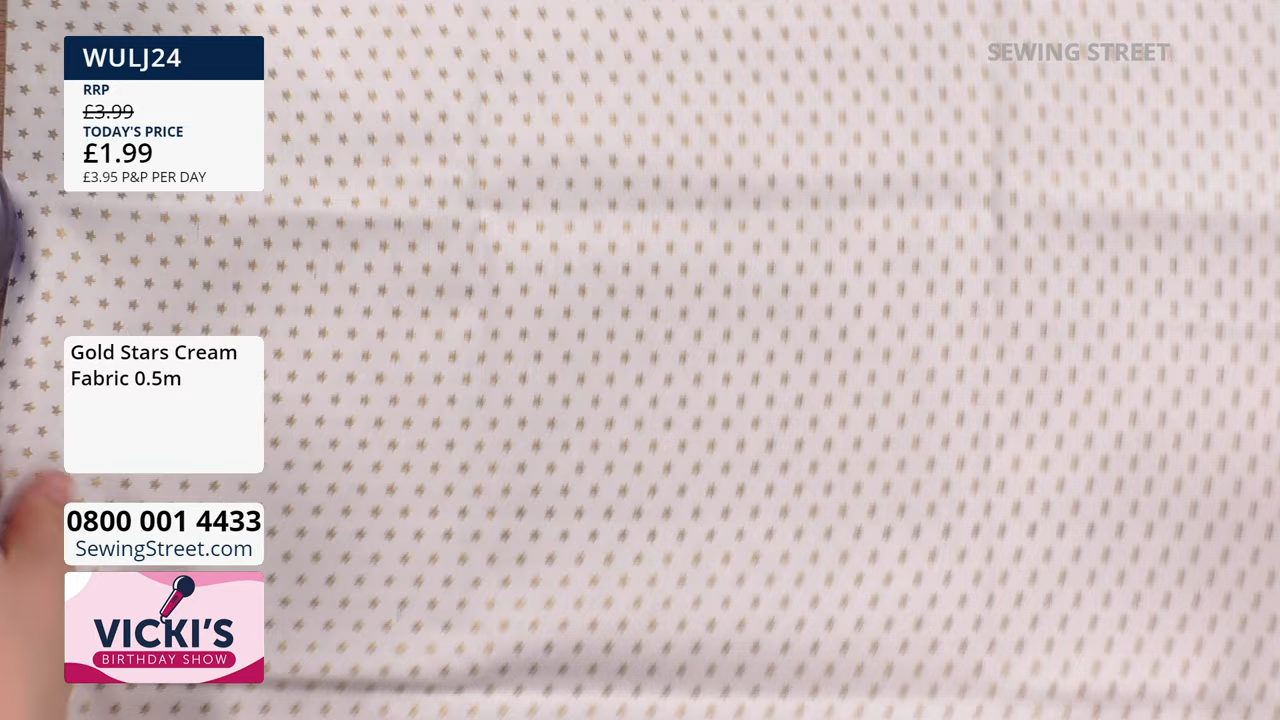 WULJ24
SEWING STREET
RRP
£3.99
TODAY'S PRICE
£1.99
£3.95 P&P PER DAY
Gold Stars Cream
Fabric 0.5m
0800 001 4433
SewingStreet.com
VICKI'S
BIRTHDAY SHOW